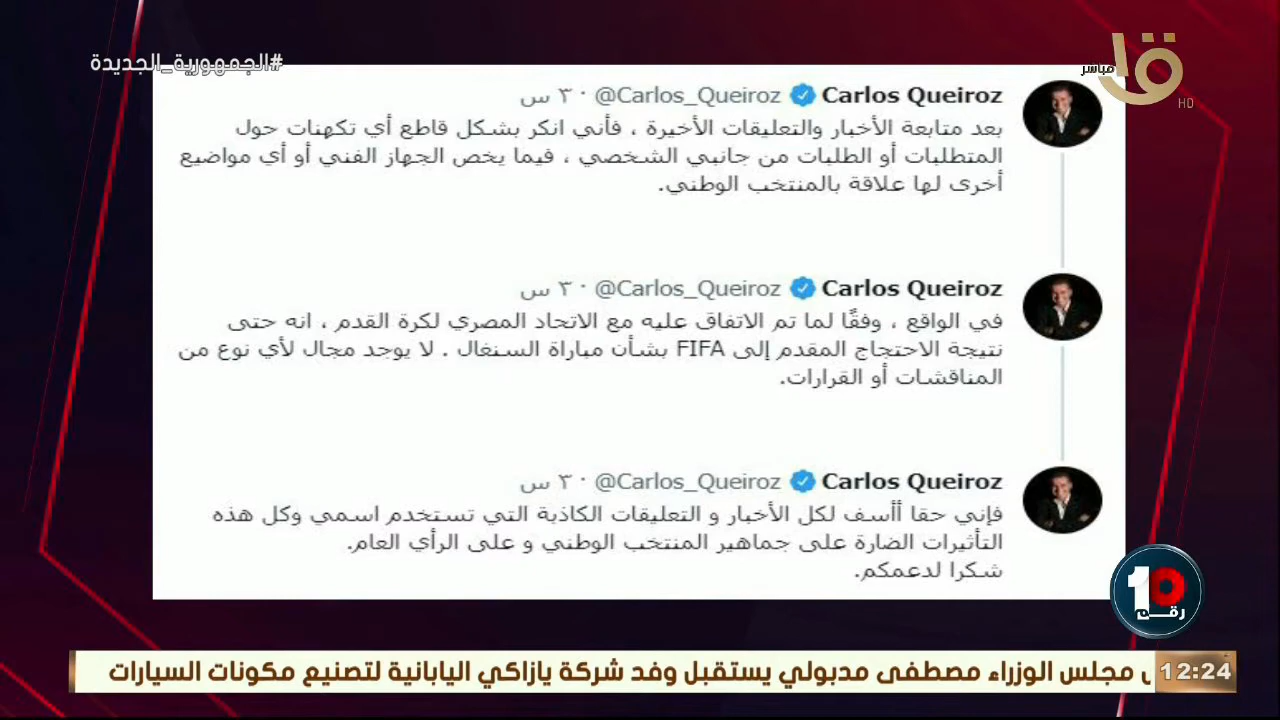 #الجمهورية_الجديدة
مباشر
HD
Carlos Queiroz @Carlos_Queiroz · ٣ س
بعد متابعة الأخبار والتعليقات الأخيرة ، فأني انكر بشكل قاطع أي تكهنات حول
المتطلبات أو الطلبات من جانبي الشخصي ، فيما يخص الجهاز الفني أو أي مواضيع
أخرى لها علاقة بالمنتخب الوطني.
Carlos Queiroz @Carlos_Queiroz · ٣ س
في الواقع ، وفقًا لما تم الاتفاق عليه مع الاتحاد المصري لكرة القدم ، انه حتى
نتيجة الاحتجاج المقدم إلى FIFA بشأن مباراة السنغال . لا يوجد مجال لأي نوع من
المناقشات أو القرارات.
Carlos Queiroz @Carlos_Queiroz · ٣ س
فإني حقا أأسف لكل الأخبار و التعليقات الكاذبة التي تستخدم اسمي وكل هذه
التأثيرات الضارة على جماهير المنتخب الوطني و على الرأي العام.
شكرا لدعمكم.
رقم 10
12:24
مجلس الوزراء مصطفى مدبولي يستقبل وفد شركة يازاكي اليابانية لتصنيع مكونات السيارات